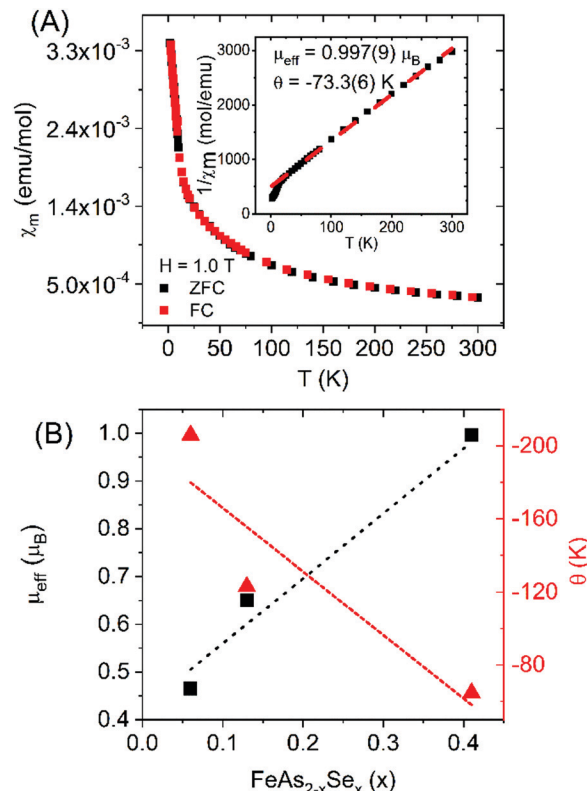 (A)
3.3x10⁻³
2.4x10⁻³
1.4x10⁻³
5.0x10⁻⁴
χm (emu/mol)
0 50 100 150 200 250 300
T (K)
H = 1.0 T
ZFC
FC
3000
2000
1000
0
1/χm (mol/emu)
μeff = 0.997(9) μB
θ = -73.3(6) K
0 100 200 300
T (K)
(B)
1.0
0.9
0.8
0.7
0.6
0.5
0.4
μeff (μB)
-200
-160
-120
-80
θ (K)
0.0 0.1 0.2 0.3 0.4
FeAs2-xSex (x)